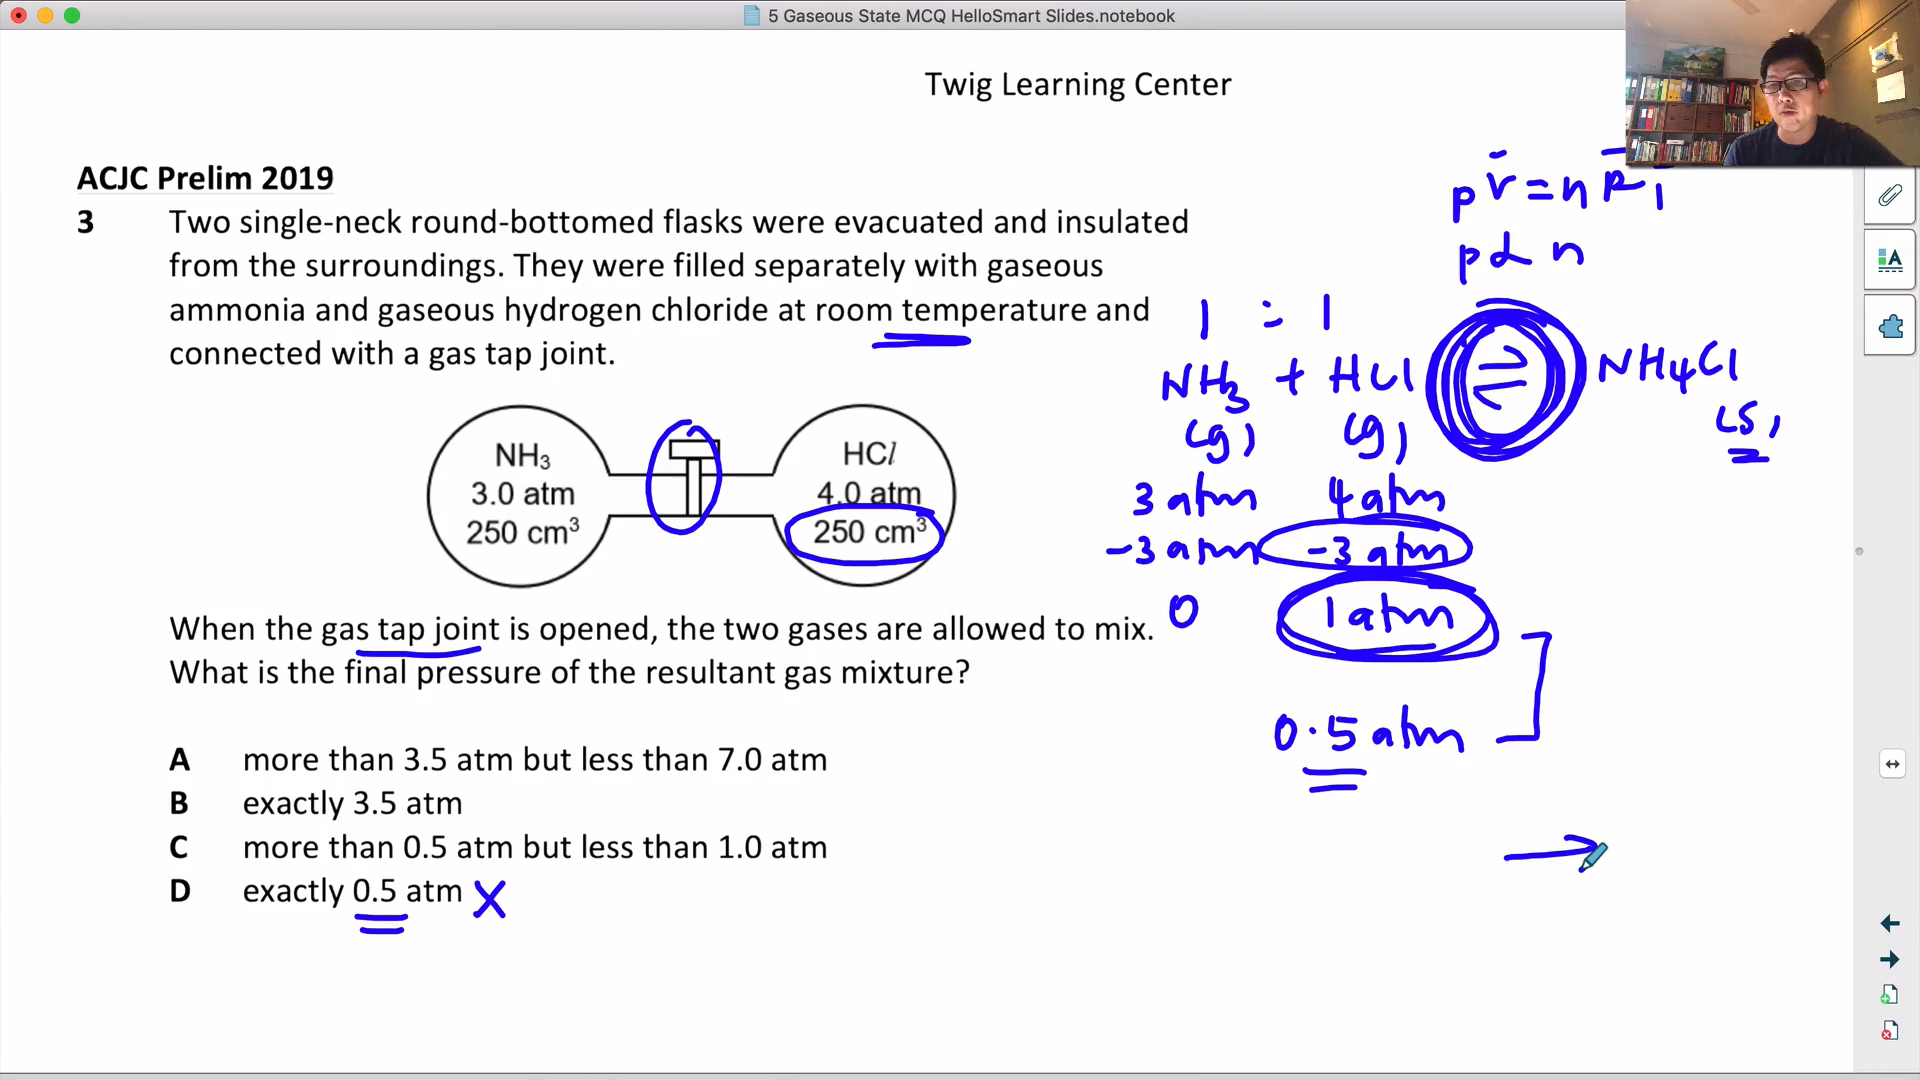 5 Gaseous State MCQ HelloSmart Slides.notebook
Twig Learning Center
ACJC Prelim 2019
3 Two single-neck round-bottomed flasks were evacuated and insulated
from the surroundings. They were filled separately with gaseous
ammonia and gaseous hydrogen chloride at room temperature and
connected with a gas tap joint.
NH₃
3.0 atm
250 cm³
HCl
4.0 atm
250 cm³
When the gas tap joint is opened, the two gases are allowed to mix.
What is the final pressure of the resultant gas mixture?
A more than 3.5 atm but less than 7.0 atm
B exactly 3.5 atm
C more than 0.5 atm but less than 1.0 atm
D exactly 0.5 atm X
p V = n R T
p α n
1 : 1
NH₃ + HCl ⇌ NH₄Cl
(g) (g) (s)
3 atm 4 atm
-3 atm -3 atm
0 1 atm
0.5 atm
→
A